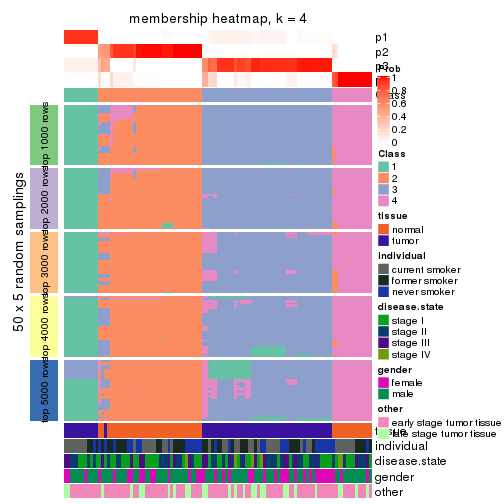 membership heatmap, k = 4
p1
p2
p3
Prob
1
0.8
0.6
0.4
0.2
0
Class
1
2
3
4
tissue
normal
tumor
individual
current smoker
former smoker
never smoker
disease.state
stage I
stage II
stage III
stage IV
gender
female
male
other
early stage tumor tissue
late stage tumor tissue
50 x 5 random samplings
top 1000 rows
top 2000 rows
top 3000 rows
top 4000 rows
top 5000 rows
individual
disease.state
gender
other